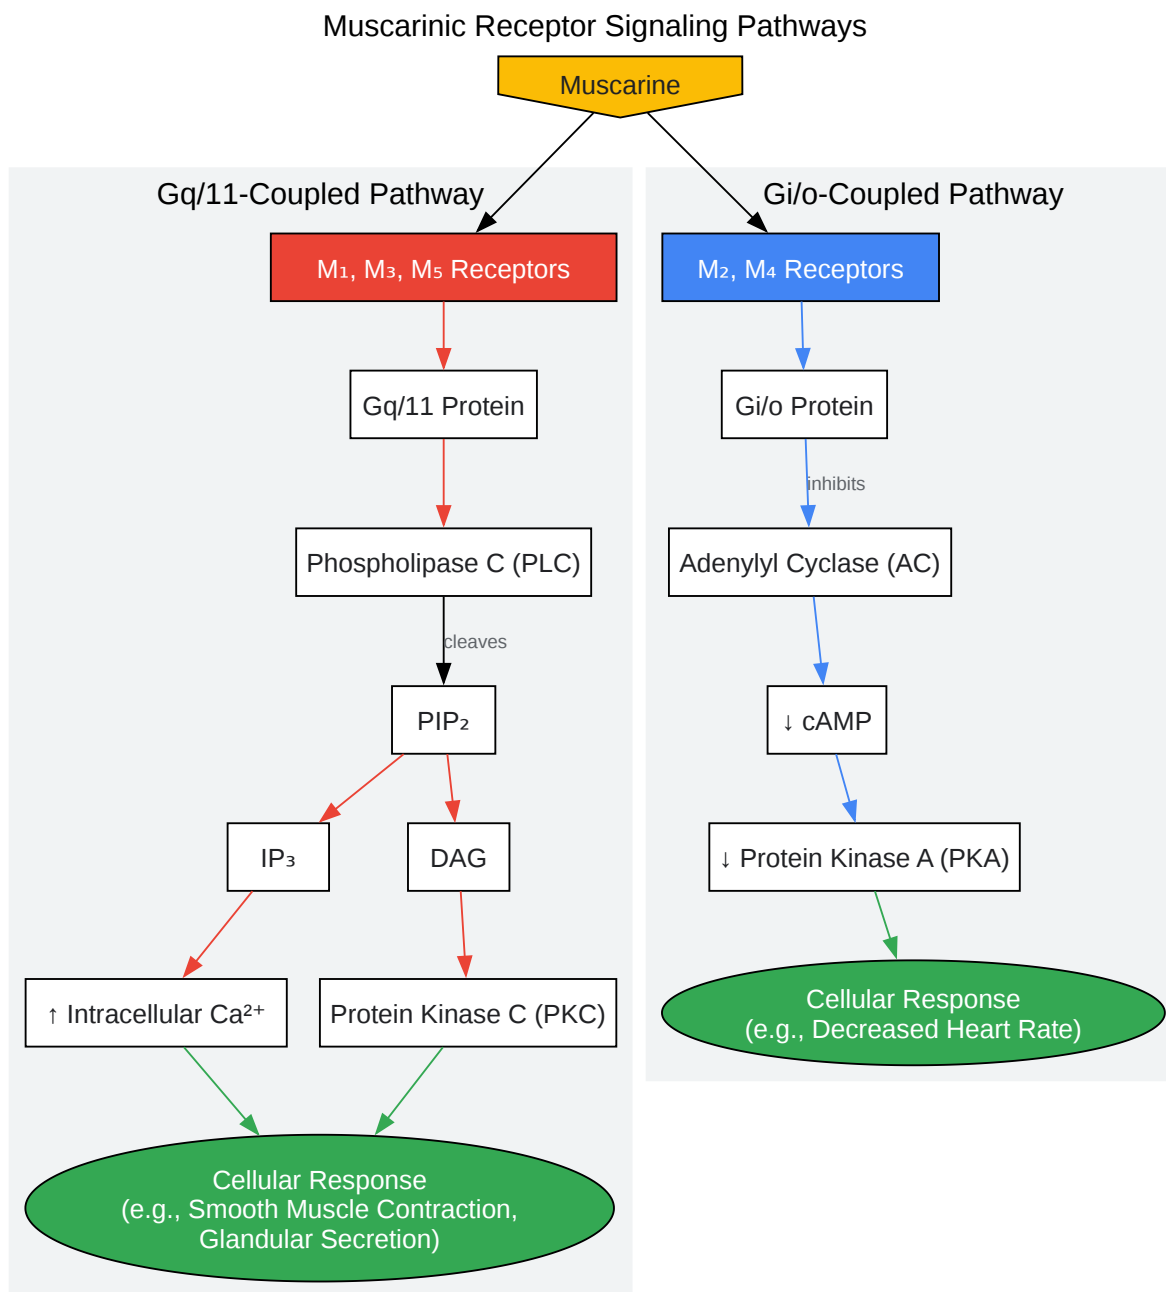 Muscarinic Receptor Signaling Pathways
Muscarine
Gq/11-Coupled Pathway
M₁, M₃, M₅ Receptors
Gq/11 Protein
Phospholipase C (PLC)
cleaves
PIP₂
IP₃
DAG
↑ Intracellular Ca²⁺
Protein Kinase C (PKC)
Cellular Response
(e.g., Smooth Muscle Contraction,
Glandular Secretion)
Gi/o-Coupled Pathway
M₂, M₄ Receptors
Gi/o Protein
inhibits
Adenylyl Cyclase (AC)
↓ cAMP
↓ Protein Kinase A (PKA)
Cellular Response
(e.g., Decreased Heart Rate)